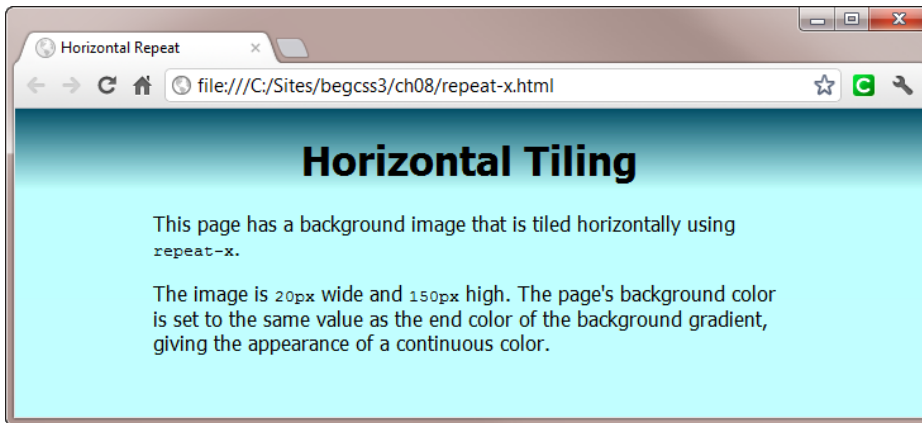 Horizontal Repeat
file:///C:/Sites/begcss3/ch08/repeat-x.html
C
Horizontal Tiling
This page has a background image that is tiled horizontally using
repeat-x.
The image is 20px wide and 150px high. The page's background color
is set to the same value as the end color of the background gradient,
giving the appearance of a continuous color.